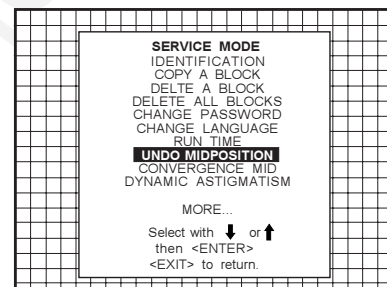 SERVICE MODE
IDENTIFICATION
COPY A BLOCK
DELTE A BLOCK
DELETE ALL BLOCKS
CHANGE PASSWORD
CHANGE LANGUAGE
RUN TIME
UNDO MIDPOSITION
CONVERGENCE MID
DYNAMIC ASTIGMATISM
MORE...
Select with ⬇ or ⬆
then <ENTER>
<EXIT> to return.